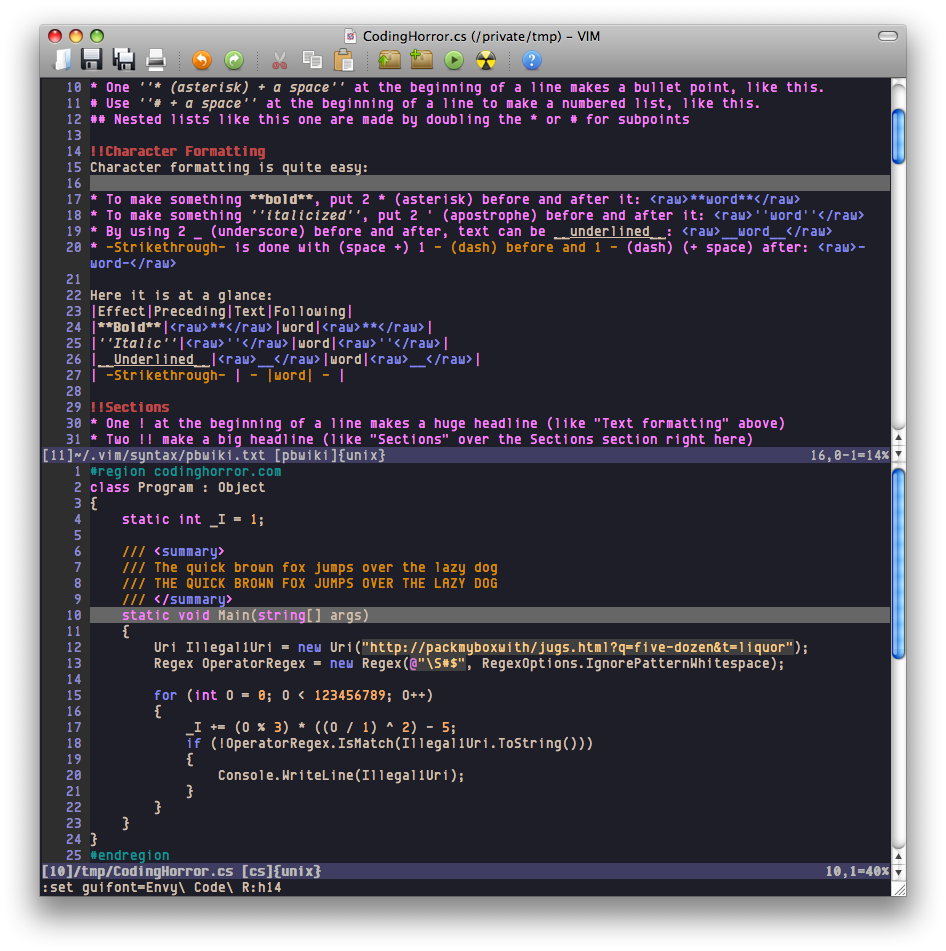 CodingHorror.cs (/private/tmp) – VIM
10 * One ''* (asterisk) + a space'' at the beginning of a line makes a bullet point, like this.
11 # Use ''# + a space'' at the beginning of a line to make a numbered list, like this.
12 ## Nested lists like this one are made by doubling the * or # for subpoints
13
14 !!Character Formatting
15 Character formatting is quite easy:
16
17 * To make something **bold**, put 2 * (asterisk) before and after it: <raw>**word**</raw>
18 * To make something ''italicized'', put 2 ' (apostrophe) before and after it: <raw>''word''</raw>
19 * By using 2 _ (underscore) before and after, text can be __underlined__: <raw>__word__</raw>
20 * -Strikethrough- is done with (space +) 1 - (dash) before and 1 - (dash) (+ space) after: <raw>-
word-</raw>
21
22 Here it is at a glance:
23 |Effect|Preceding|Text|Following|
24 |**Bold**|<raw>**</raw>|word|<raw>**</raw>|
25 |''Italic''|<raw>''</raw>|word|<raw>''</raw>|
26 |__Underlined__|<raw>__</raw>|word|<raw>__</raw>|
27 | -Strikethrough- | - |word| - |
28
29 !!Sections
30 * One ! at the beginning of a line makes a huge headline (like "Text formatting" above)
31 * Two !! make a big headline (like "Sections" over the Sections section right here)
[11]~/.vim/syntax/pbwiki.txt [pbwiki]{unix} 16,0-1=14%
1 #region codinghorror.com
2 class Program : Object
3 {
4 static int _I = 1;
5
6 /// <summary>
7 /// The quick brown fox jumps over the lazy dog
8 /// THE QUICK BROWN FOX JUMPS OVER THE LAZY DOG
9 /// </summary>
10 static void Main(string[] args)
11 {
12 Uri Illegal1Uri = new Uri("http://packmyboxwith/jugs.html?q=five-dozen&t=liquor");
13 Regex OperatorRegex = new Regex(@"\S#$", RegexOptions.IgnorePatternWhitespace);
14
15 for (int O = 0; O < 123456789; O++)
16 {
17 _I += (O % 3) * ((O / 1) ^ 2) - 5;
18 if (!OperatorRegex.IsMatch(Illegal1Uri.ToString()))
19 {
20 Console.WriteLine(Illegal1Uri);
21 }
22 }
23 }
24 }
25 #endregion
[10]/tmp/CodingHorror.cs [cs]{unix} 10,1=40%
:set guifont=Envy\ Code\ R:h14